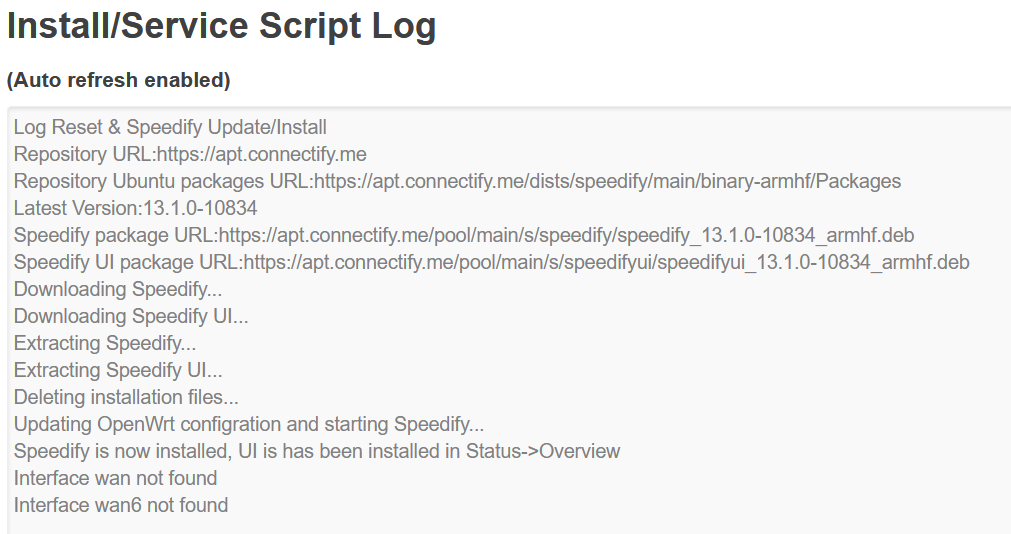 Install/Service Script Log
(Auto refresh enabled)
Log Reset & Speedify Update/Install
Repository URL:https://apt.connectify.me
Repository Ubuntu packages URL:https://apt.connectify.me/dists/speedify/main/binary-armhf/Packages
Latest Version:13.1.0-10834
Speedify package URL:https://apt.connectify.me/pool/main/s/speedify/speedify_13.1.0-10834_armhf.deb
Speedify UI package URL:https://apt.connectify.me/pool/main/s/speedifyui/speedifyui_13.1.0-10834_armhf.deb
Downloading Speedify...
Downloading Speedify UI...
Extracting Speedify...
Extracting Speedify UI...
Deleting installation files...
Updating OpenWrt configration and starting Speedify...
Speedify is now installed, UI is has been installed in Status->Overview
Interface wan not found
Interface wan6 not found